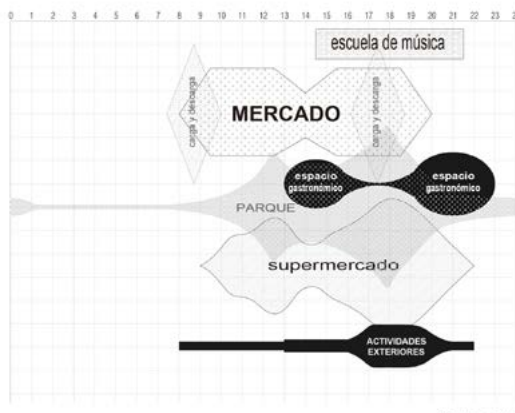 0 1 2 3 4 5 6 7 8 9 10 11 12 13 14 15 16 17 18 19 20 21 22 23 24
escuela de música
carga y descarga
MERCADO
carga y descarga
espacio
gastronómico
espacio
gastronómico
PARQUE
supermercado
ACTIVIDADES
EXTERIORES